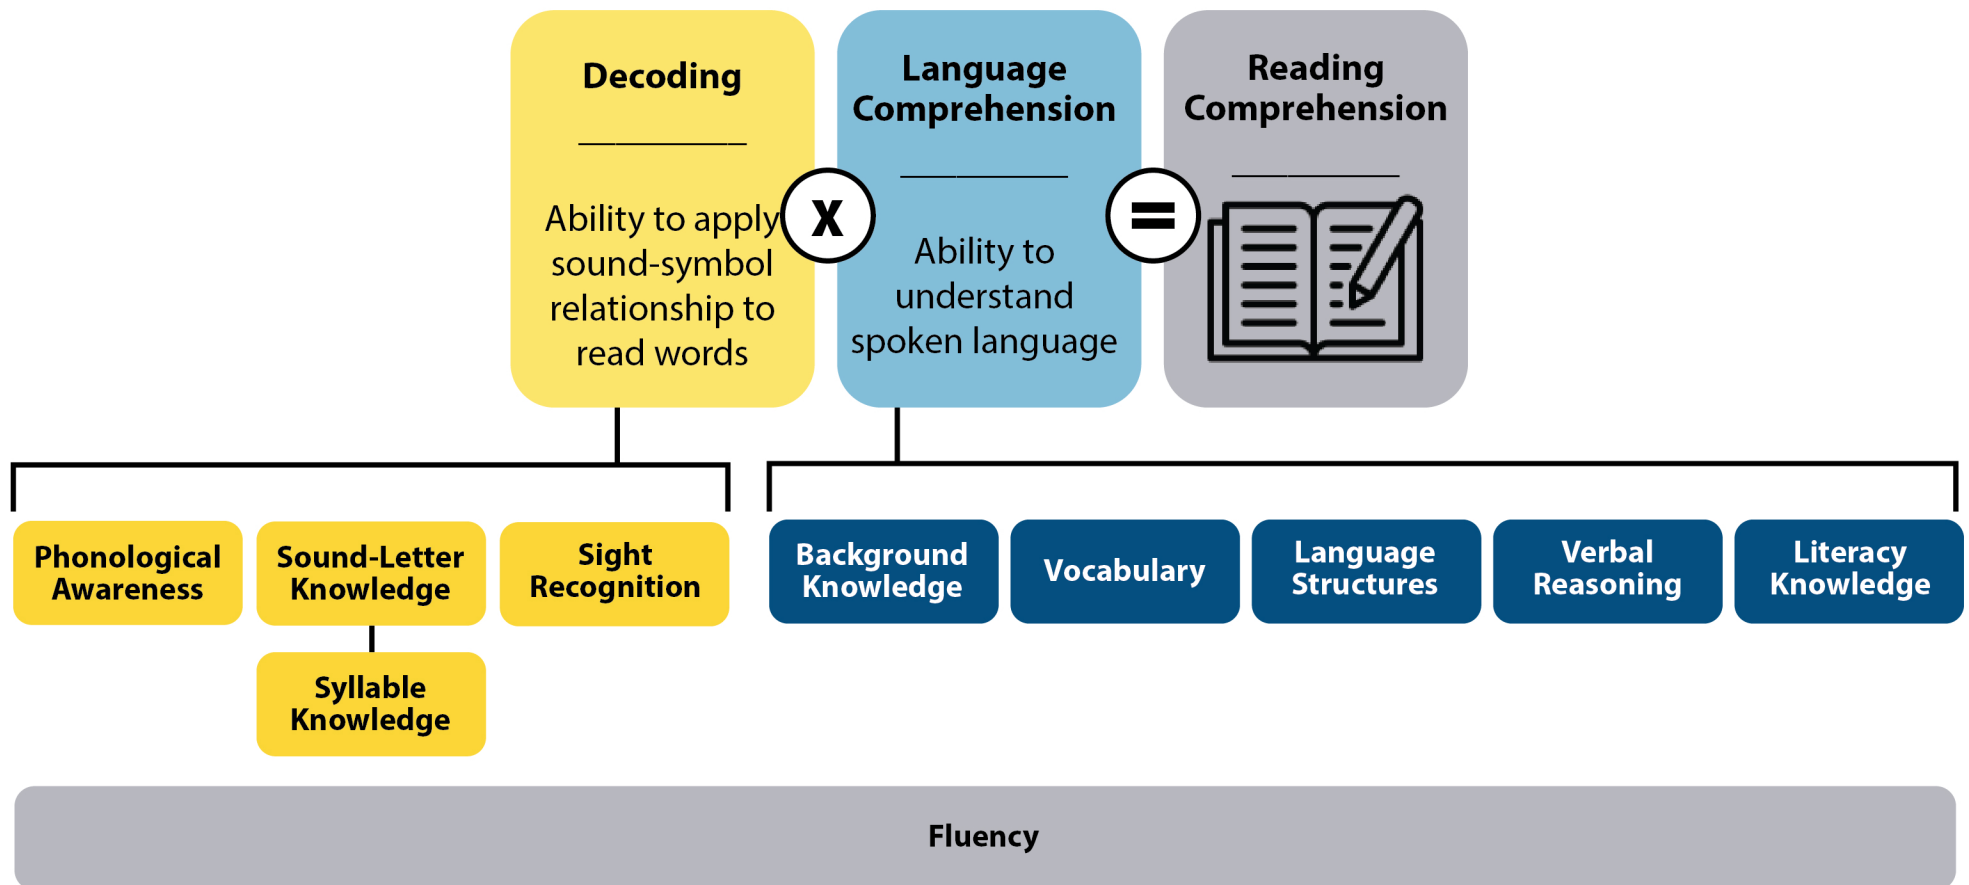 Decoding
Ability to apply
sound-symbol
relationship to
read words
x
Language
Comprehension
Ability to
understand
spoken language
=
Reading
Comprehension
Phonological
Awareness
Sound-Letter
Knowledge
Syllable
Knowledge
Sight
Recognition
Background
Knowledge
Vocabulary
Language
Structures
Verbal
Reasoning
Literacy
Knowledge
Fluency